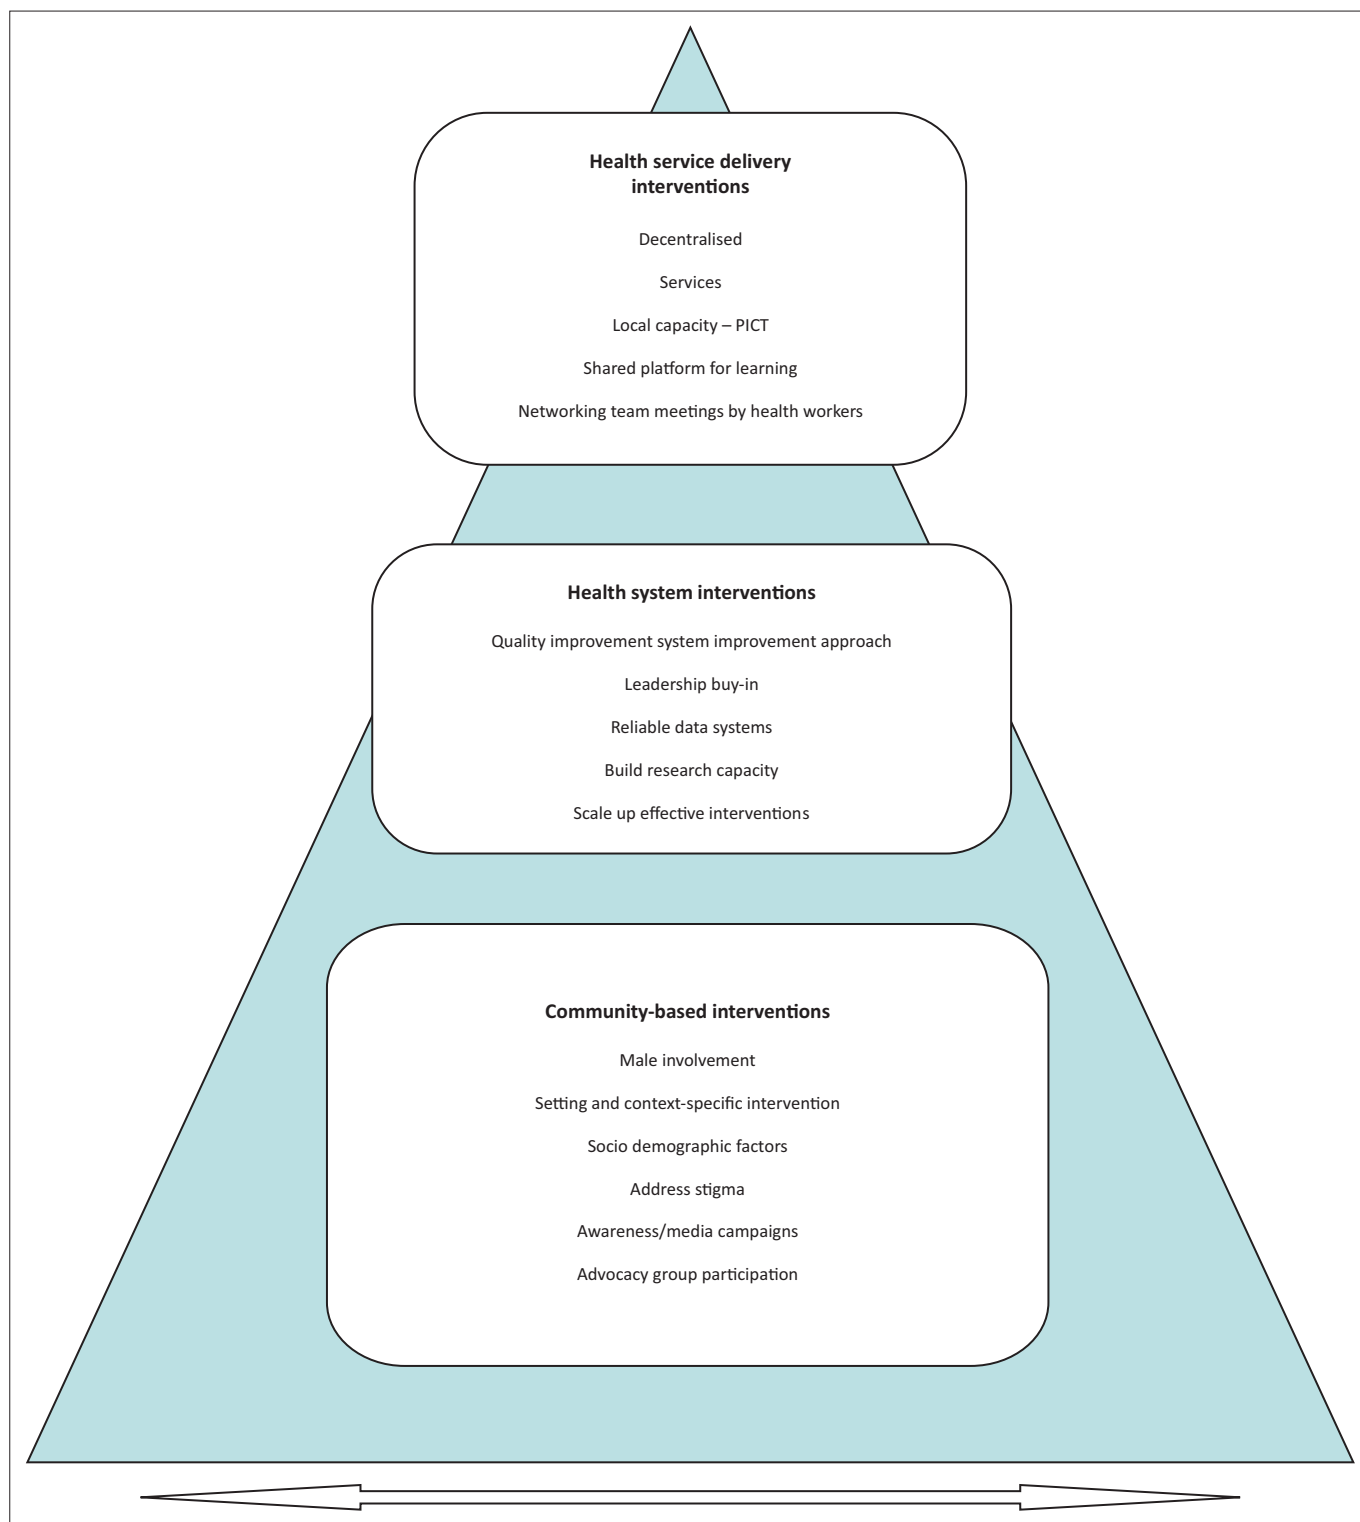 Health service delivery
interventions
Decentralised
Services
Local capacity – PICT
Shared platform for learning
Networking team meetings by health workers
Health system interventions
Quality improvement system improvement approach
Leadership buy-in
Reliable data systems
Build research capacity
Scale up effective interventions
Community-based interventions
Male involvement
Setting and context-specific intervention
Socio demographic factors
Address stigma
Awareness/media campaigns
Advocacy group participation